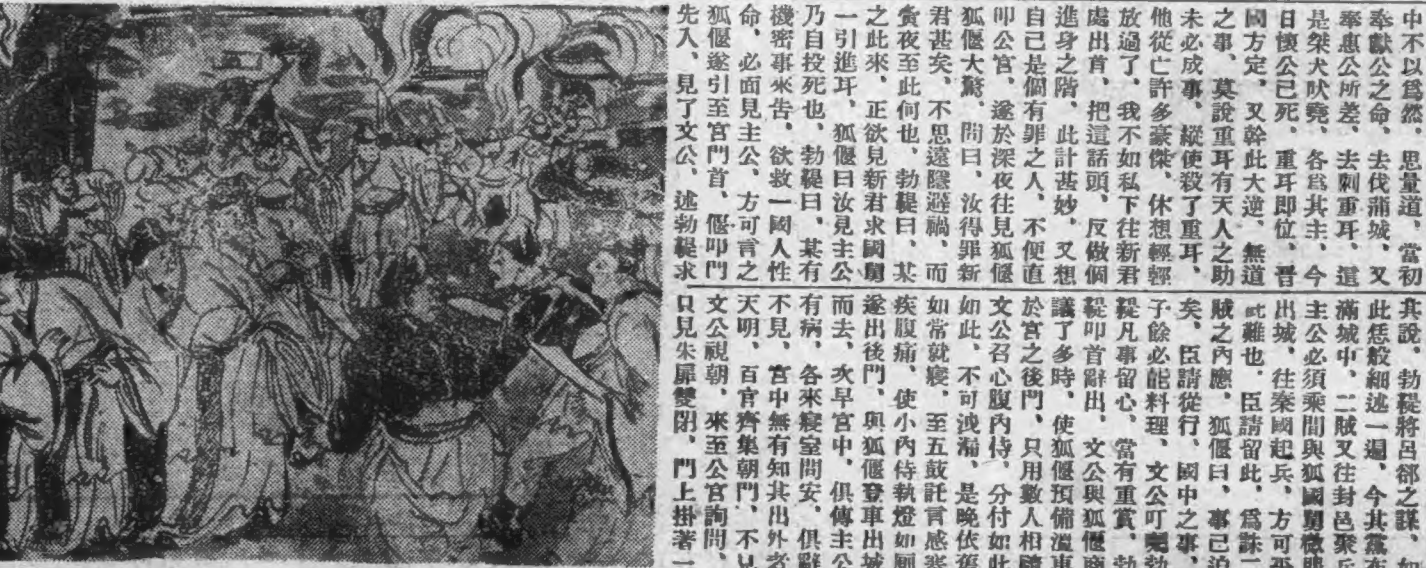 中不以爲然、思量道、當初
奉獻公之命、去伐蒲城、又
奉惠公所差、去刺重耳、這
是桀犬吠堯、各爲其主、今
日懷公已死、重耳即位、晉
國方定、又幹此大逆、無道
之事、莫說重耳有天人之助
未必成事、縱使殺了重耳、
他從亡許多豪傑、休想輕輕
放過了、我不如私下往新君
處出首、把這話頭、反做個
進身之階、此計甚妙、又想
自己是個有罪之人、不便直
叩公宮、遂於深夜往見狐偃
狐偃大驚、問曰、汝得罪新
君甚矣、不思遠隱避禍、而
夤夜至此何也、勃鞮曰、某
之此來、正欲見新君求國舅
一引進耳、狐偃曰汝見主公
乃自投死也、勃鞮曰、某有
機密事來告、欲救一國人性
命、必面見主公、方可言之
狐偃遂引至宮門首、偃叩門
先入、見了文公、述勃鞮求
其說、勃鞮將呂郤之謀、如
此恁般細述一遍、今其黨布
滿城中、二賊又往封邑聚兵
主公必須乘間與狐國舅微服
出城、往秦國起兵、方可平
此難也、臣請留此、爲誅二
賊之內應、狐偃曰、事已迫
矣、臣請從行、國中之事、
子餘必能料理、文公叮囑勃
鞮凡事留心、當有重賞、勃
鞮叩首辭出、文公與狐偃商
議了多時、使狐偃預備溫車
於宮之後門、只用數人相隨
文公召心腹內侍、分付如此
如此、不可洩漏、是晚依舊
如常就寢、至五鼓託言感寒
疾腹痛、使小內侍執燈如廁
遂出後門、與狐偃登車出城
而去、次早宮中、俱傳主公
有病、各來寢室問安、俱辭
不見、宮中無有知其出外者
天明、百官齊集朝門、不見
文公視朝、來至公宮詢問、
只見朱扉雙閉、門上掛著一